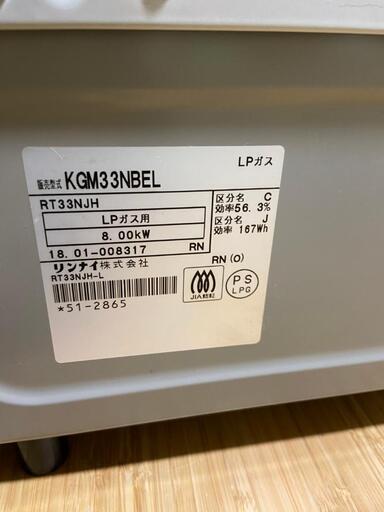 LPガス
販売型式 KGM33NBEL
RT33NJH
LPガス用
8.00kW
18.01-008317 RN
区分名 C
効率56.3%
区分名 J
効率 167Wh
リンナイ株式会社
RN(O)
RT33NJH-L
*51-2865
JIA認証
PS
LPG